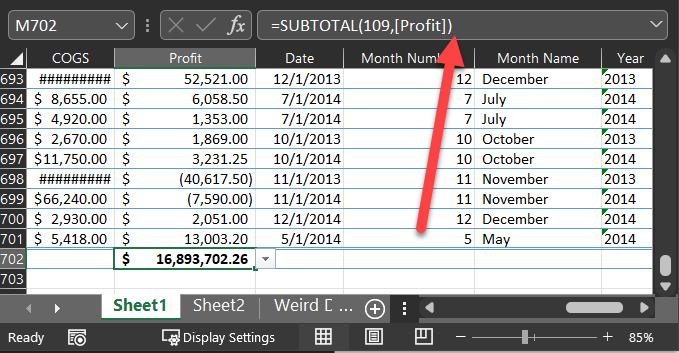 M702 fx =SUBTOTAL(109,[Profit])
COGS Profit Date Month Num Month Name Year
693 ######### $ 52,521.00 12/1/2013 12 December 2013
694 $ 8,655.00 $ 6,058.50 7/1/2014 7 July 2014
695 $ 4,920.00 $ 1,353.00 7/1/2014 7 July 2014
696 $ 2,670.00 $ 1,869.00 10/1/2013 10 October 2013
697 $11,750.00 $ 3,231.25 10/1/2014 10 October 2014
698 ######### $ (40,617.50) 11/1/2013 11 November 2013
699 $66,240.00 $ (7,590.00) 11/1/2014 11 November 2014
700 $ 2,930.00 $ 2,051.00 12/1/2014 12 December 2014
701 $ 5,418.00 $ 13,003.20 5/1/2014 5 May 2014
702 $ 16,893,702.26
703
Sheet1 Sheet2 Weird D ...
Ready Display Settings 85%